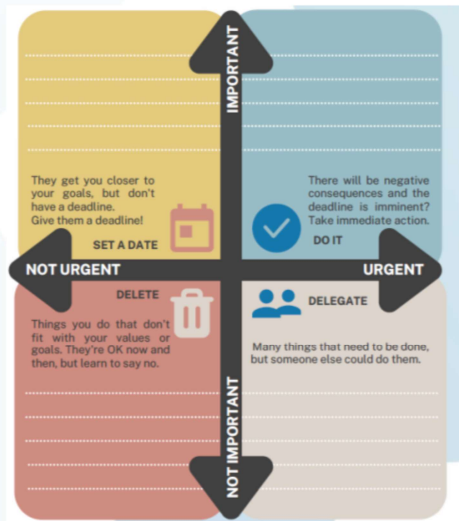 IMPORTANT
They get you closer to
your goals, but don't
have a deadline.
Give them a deadline!
SET A DATE
There will be negative
consequences and the
deadline is imminent?
Take immediate action.
DO IT
NOT URGENT
URGENT
DELETE
Things you do that don't
fit with your values or
goals. They're OK now and
then, but learn to say no.
DELEGATE
Many things that need to be done,
but someone else could do them.
NOT IMPORTANT